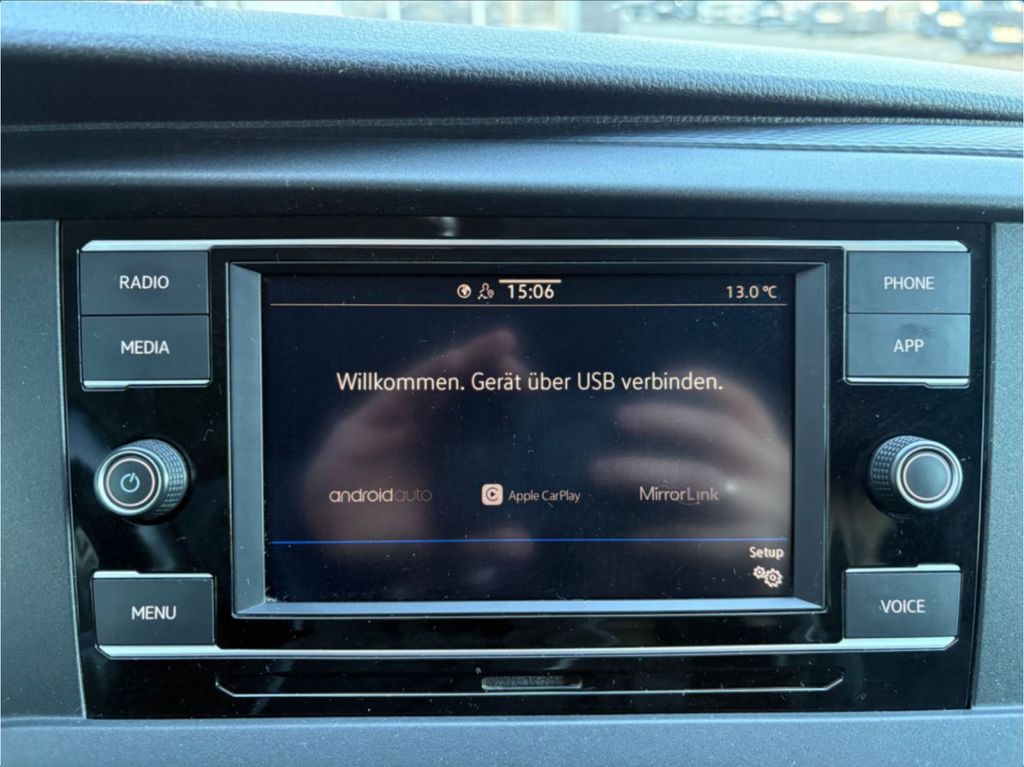 RADIO
MEDIA
MENU
15:06
13.0 °C
Willkommen. Gerät über USB verbinden.
androidauto
Apple CarPlay
MirrorLink
Setup
PHONE
APP
VOICE